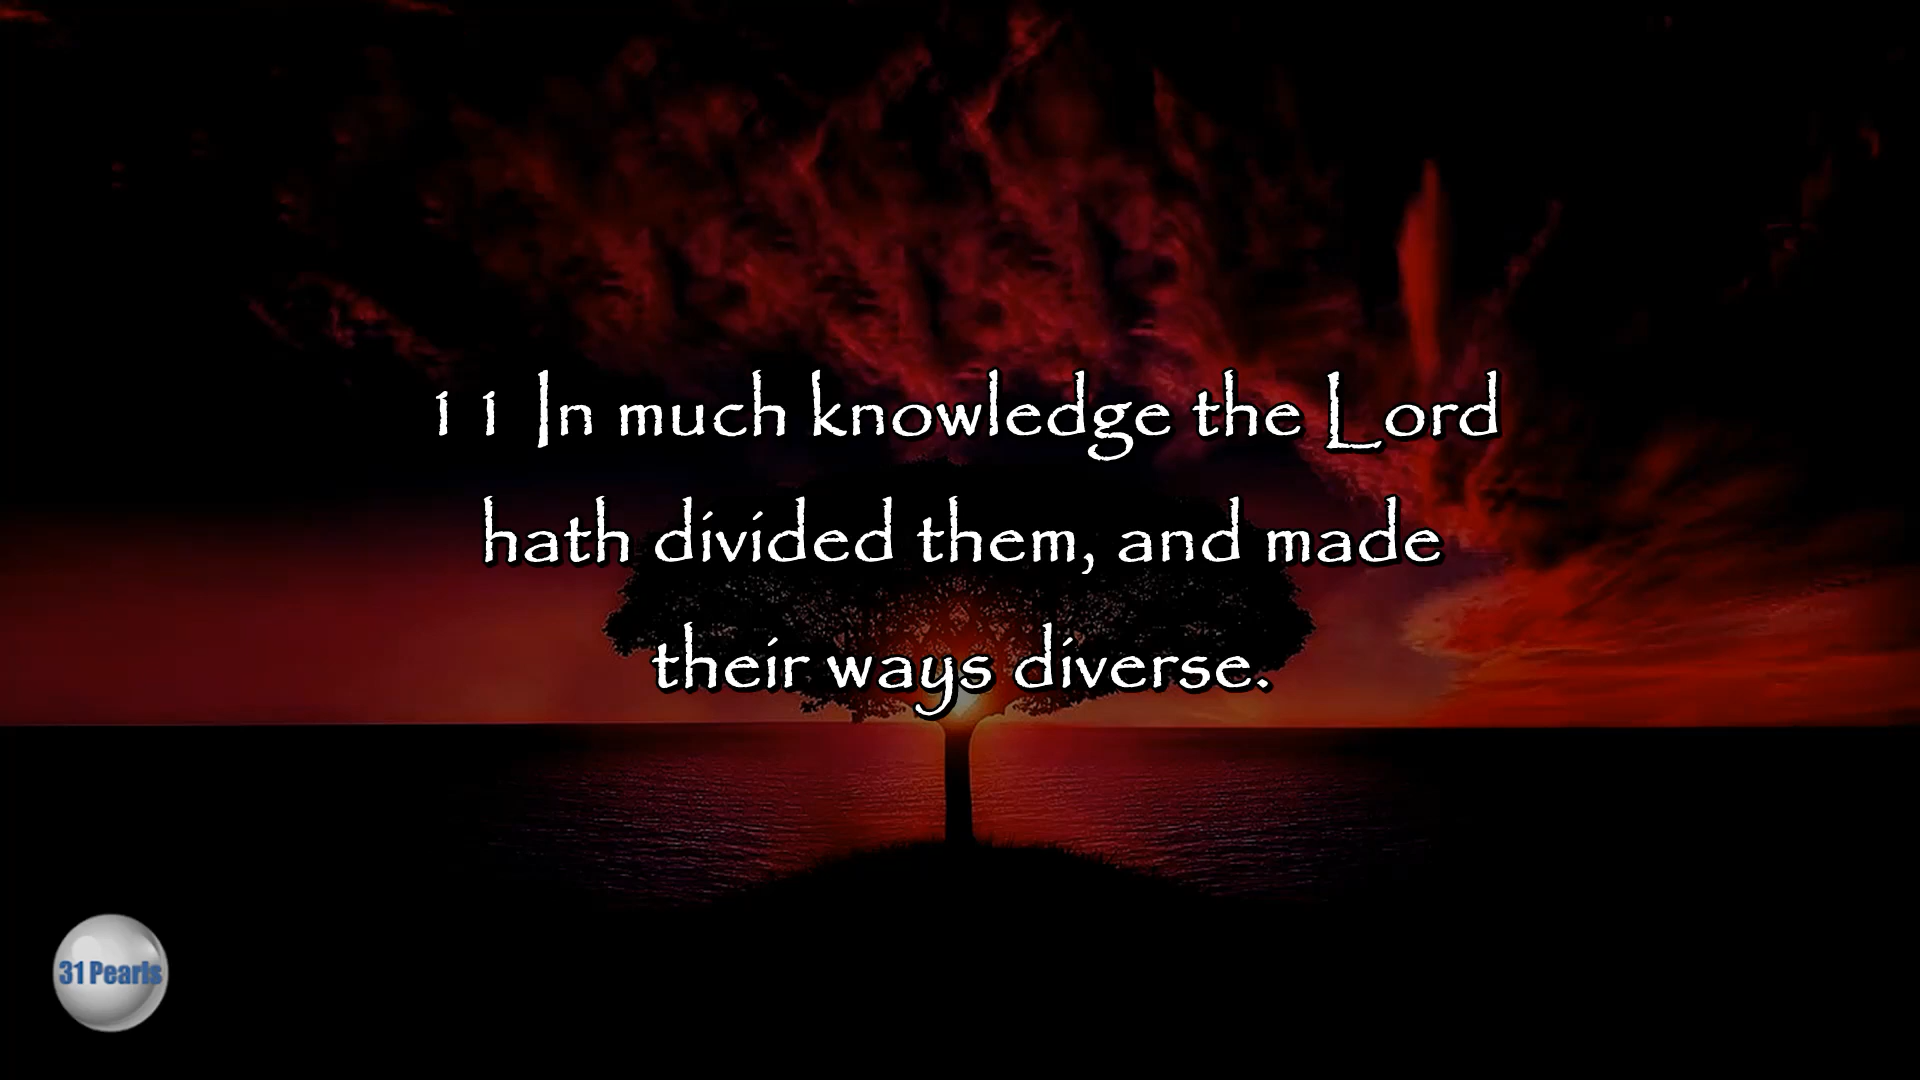 11 In much knowledge the Lord
hath divided them, and made
their ways diverse.
31 Pearls